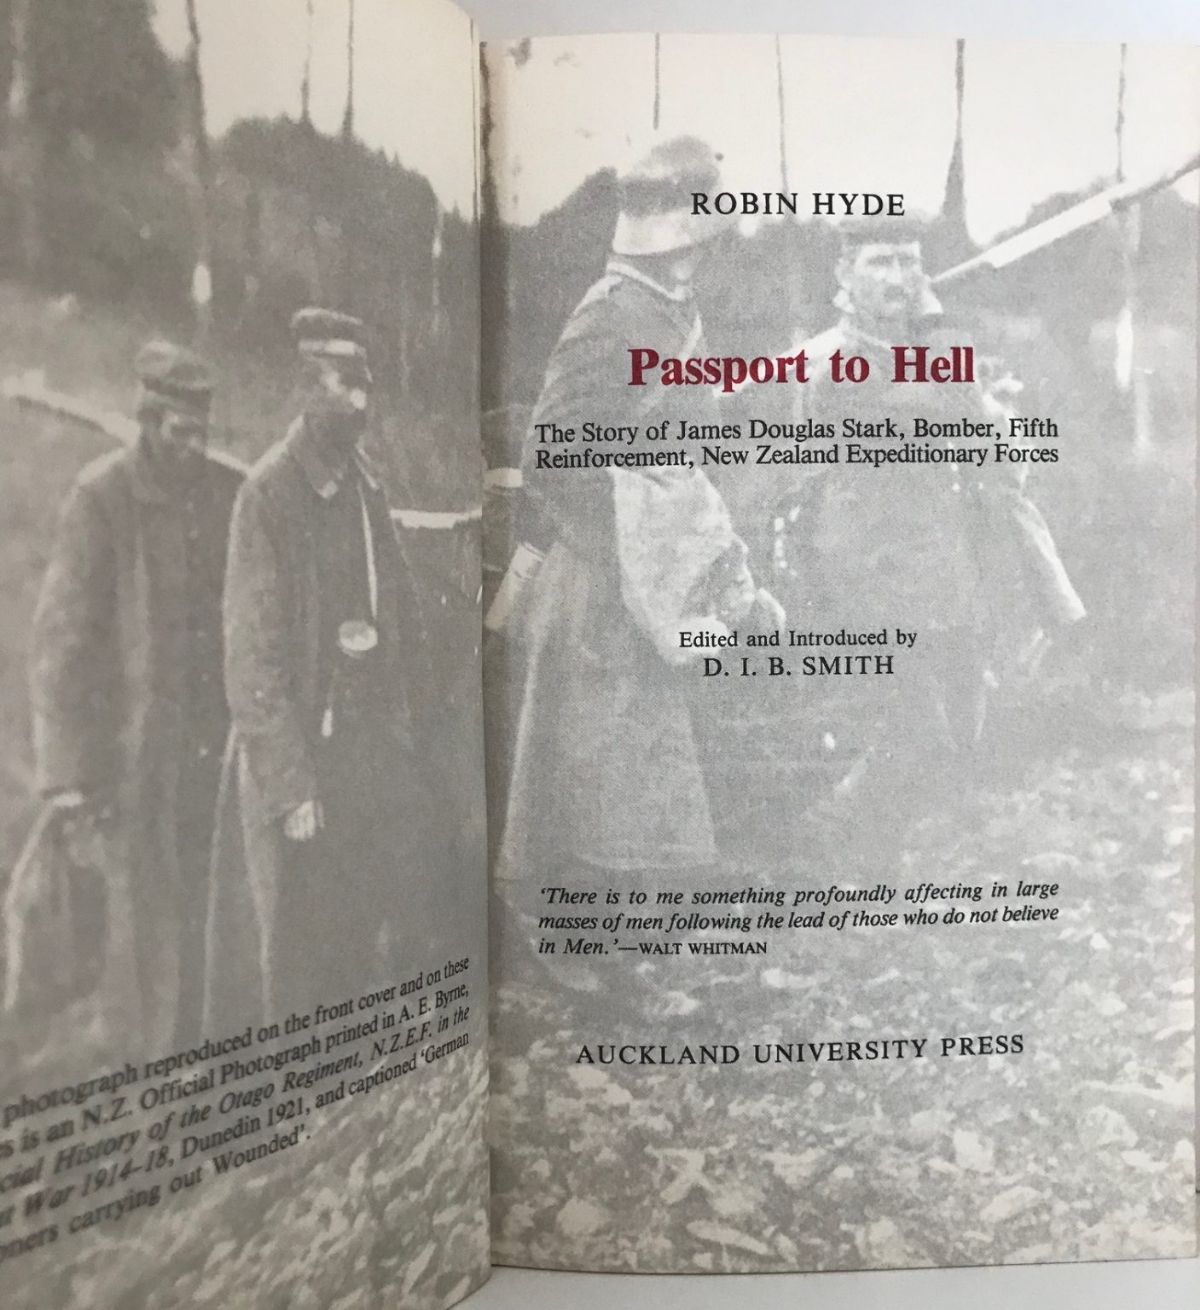 photograph reproduced on the front cover and on these
is an N.Z. Official Photograph printed in A. E. Byrne,
History of the Otago Regiment, N.Z.E.F. in the
War 1914–18, Dunedin 1921, and captioned ‘German
carrying out Wounded’.
ROBIN HYDE
Passport to Hell
The Story of James Douglas Stark, Bomber, Fifth
Reinforcement, New Zealand Expeditionary Forces
Edited and Introduced by
D. I. B. SMITH
‘There is to me something profoundly affecting in large
masses of men following the lead of those who do not believe
in Men.’—WALT WHITMAN
AUCKLAND UNIVERSITY PRESS